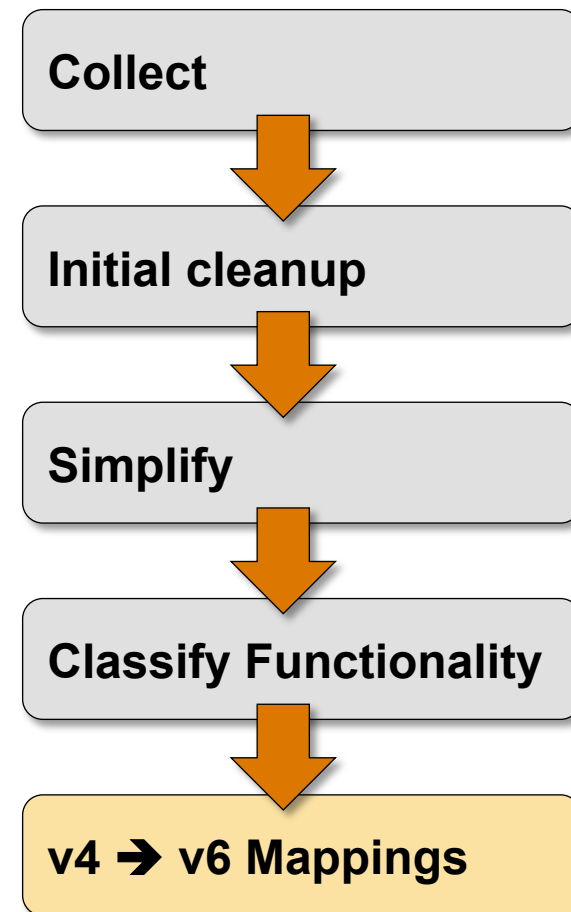 Collect
Initial cleanup
Simplify
Classify Functionality
v4 ➔ v6 Mappings